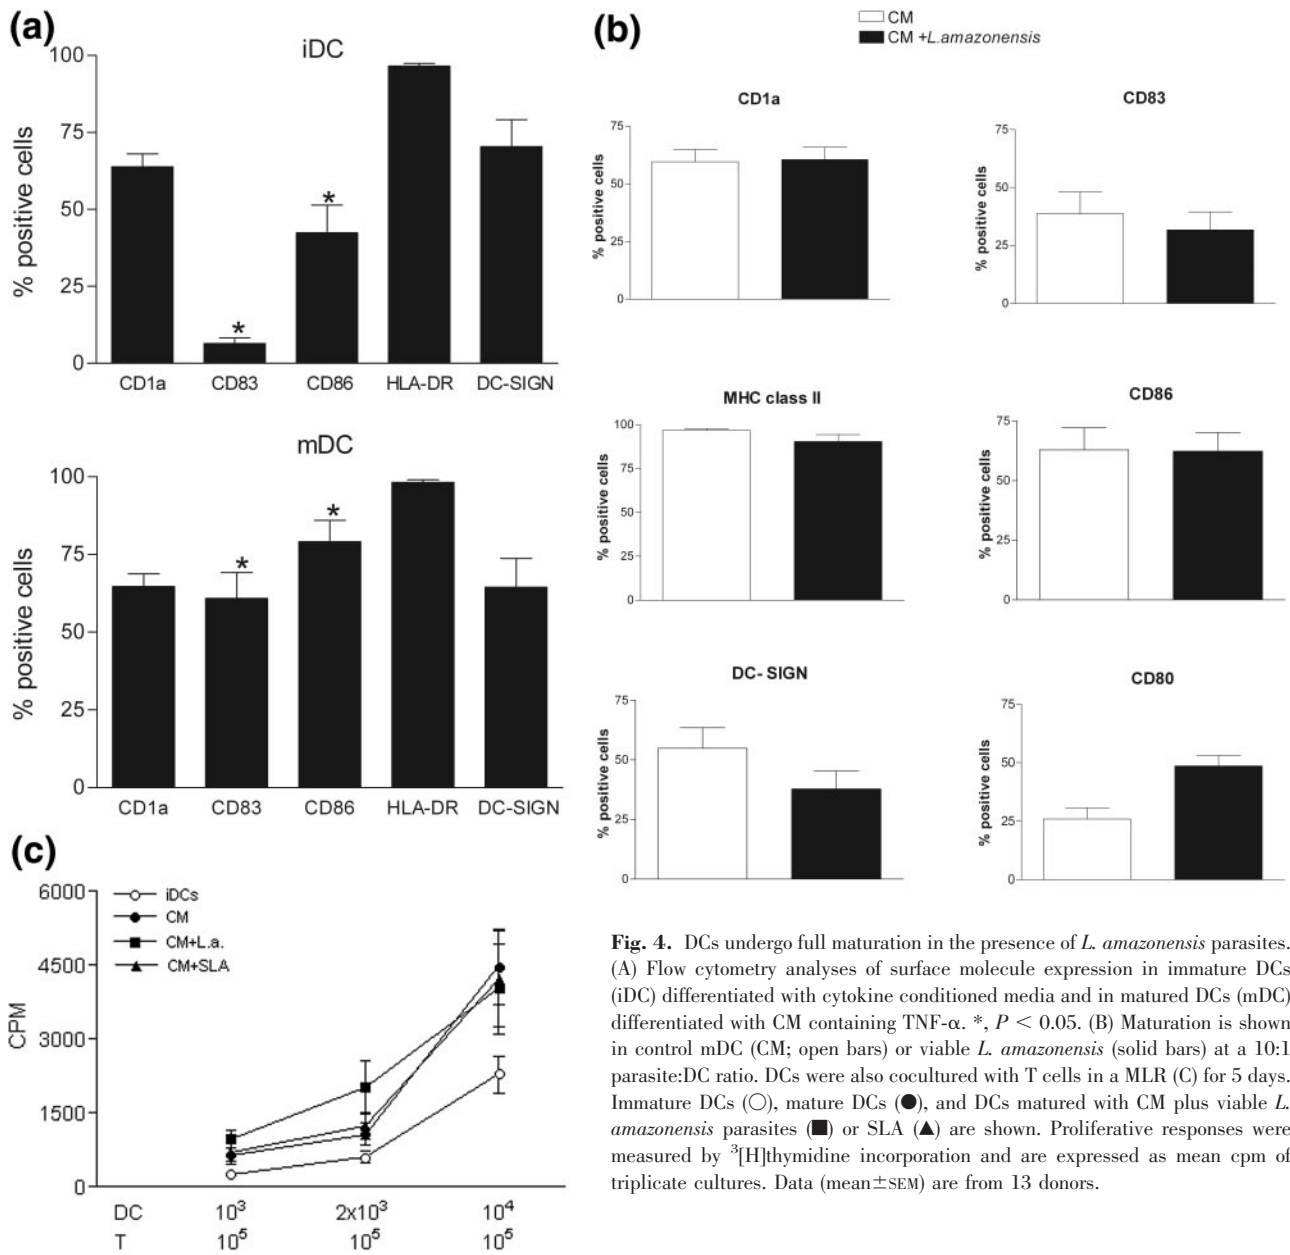 (a)
iDC
% positive cells
100
75
50
25
0
*
*
CD1a CD83 CD86 HLA-DR DC-SIGN
mDC
% positive cells
100
75
50
25
0
*
*
CD1a CD83 CD86 HLA-DR DC-SIGN
(b)
CM
CM +L.amazonensis
CD1a
% positive cells
75
50
25
0
CD83
% positive cells
75
50
25
0
MHC class II
% positive cells
100
75
50
25
0
CD86
% positive cells
75
50
25
0
DC- SIGN
% positive cells
75
50
25
0
CD80
% positive cells
75
50
25
0
(c)
CPM
6000
4500
3000
1500
0
iDCs
CM
CM+L.a.
CM+SLA
DC 10³ 2x10³ 10⁴
T 10⁵ 10⁵ 10⁵
Fig. 4. DCs undergo full maturation in the presence of L. amazonensis parasites.
(A) Flow cytometry analyses of surface molecule expression in immature DCs
(iDC) differentiated with cytokine conditioned media and in matured DCs (mDC)
differentiated with CM containing TNF-α. *, P < 0.05. (B) Maturation is shown
in control mDC (CM; open bars) or viable L. amazonensis (solid bars) at a 10:1
parasite:DC ratio. DCs were also cocultured with T cells in a MLR (C) for 5 days.
Immature DCs (○), mature DCs (●), and DCs matured with CM plus viable L.
amazonensis parasites (■) or SLA (▲) are shown. Proliferative responses were
measured by ³[H]thymidine incorporation and are expressed as mean cpm of
triplicate cultures. Data (mean±SEM) are from 13 donors.